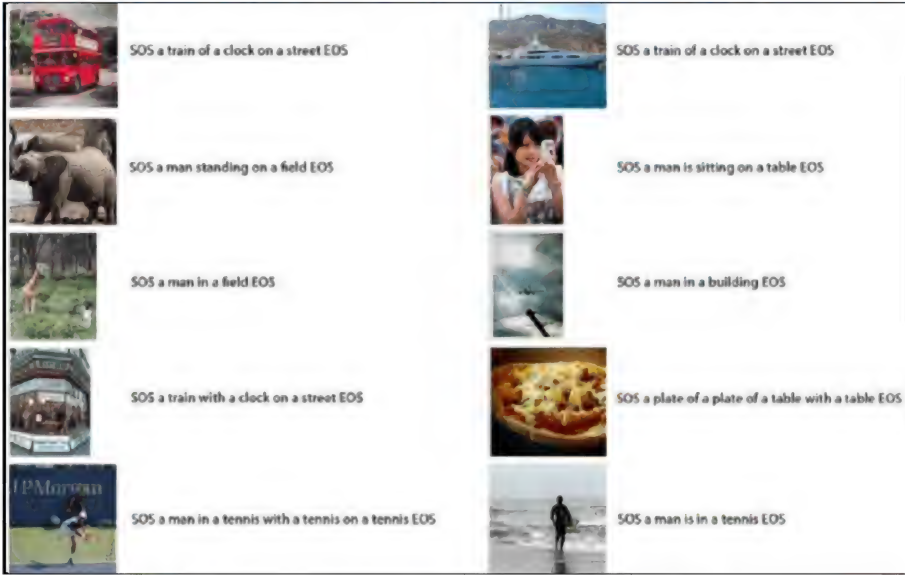 SOS a train of a clock on a street EOS
SOS a train of a clock on a street EOS
SOS a man standing on a field EOS
SOS a man is sitting on a table EOS
SOS a man in a field EOS
SOS a man in a building EOS
SOS a train with a clock on a street EOS
SOS a plate of a plate of a table with a table EOS
J.P.Morgan
SOS a man in a tennis with a tennis on a tennis EOS
SOS a man is in a tennis EOS